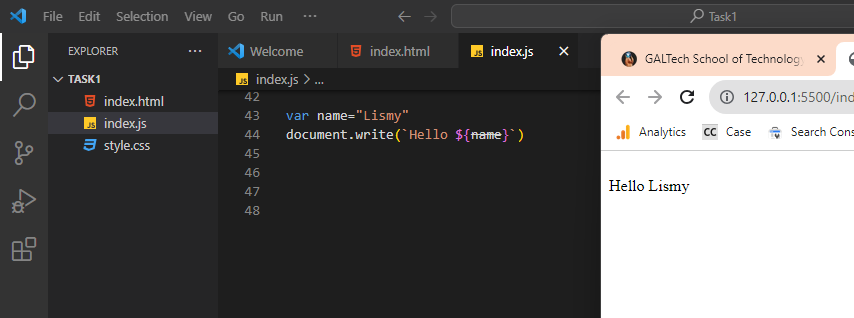 File Edit Selection View Go Run ··· Task1
EXPLORER ···
TASK1
index.html
index.js
style.css
Welcome index.html index.js
index.js > ...
42
43 var name="Lismy"
44 document.write(`Hello ${name}`)
45
46
47
48
GALTech School of Technology
127.0.0.1:5500/ind
Analytics CC Case Search Cons
Hello Lismy